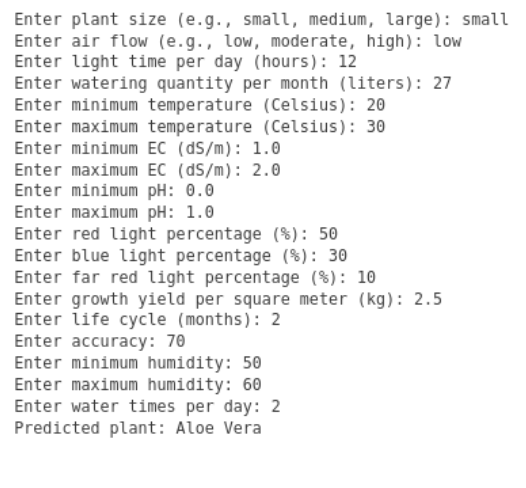 Enter plant size (e.g., small, medium, large): small
Enter air flow (e.g., low, moderate, high): low
Enter light time per day (hours): 12
Enter watering quantity per month (liters): 27
Enter minimum temperature (Celsius): 20
Enter maximum temperature (Celsius): 30
Enter minimum EC (dS/m): 1.0
Enter maximum EC (dS/m): 2.0
Enter minimum pH: 0.0
Enter maximum pH: 1.0
Enter red light percentage (%): 50
Enter blue light percentage (%): 30
Enter far red light percentage (%): 10
Enter growth yield per square meter (kg): 2.5
Enter life cycle (months): 2
Enter accuracy: 70
Enter minimum humidity: 50
Enter maximum humidity: 60
Enter water times per day: 2
Predicted plant: Aloe Vera